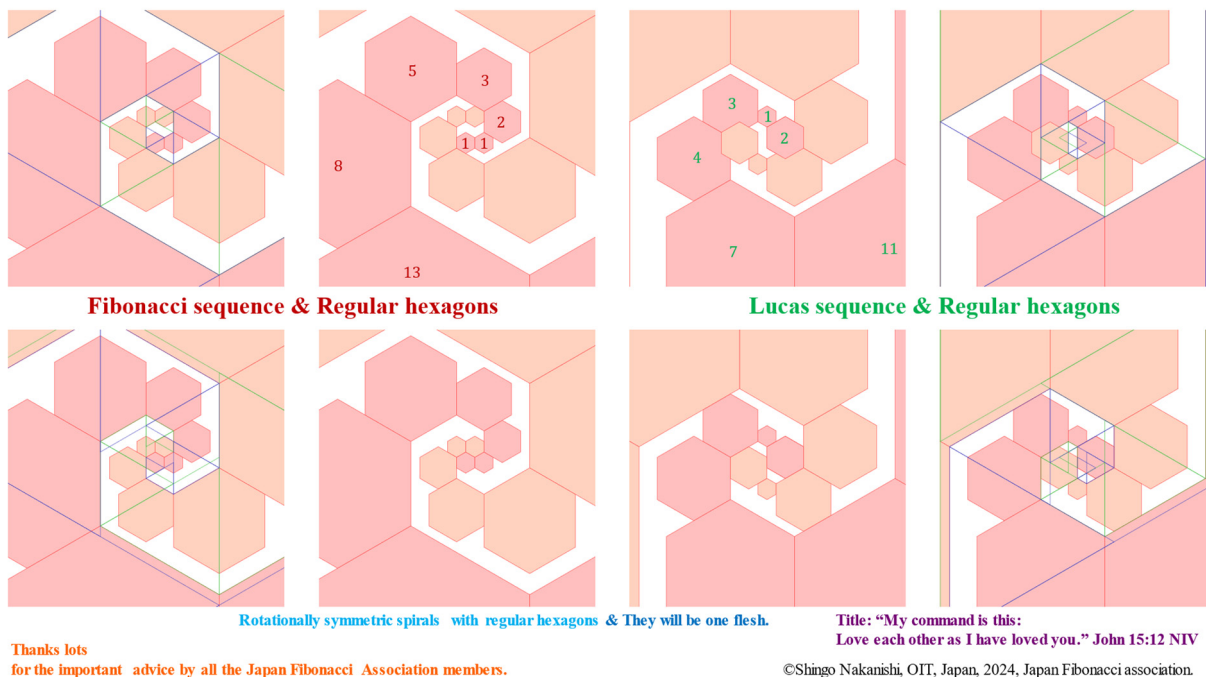 5
3
2
1 1
8
13
3
1
2
4
7
11
Fibonacci sequence & Regular hexagons
Lucas sequence & Regular hexagons
Rotationally symmetric spirals with regular hexagons & They will be one flesh.
Title: “My command is this:
Love each other as I have loved you.” John 15:12 NIV
Thanks lots
for the important advice by all the Japan Fibonacci Association members.
©Shingo Nakanishi, OIT, Japan, 2024, Japan Fibonacci association.